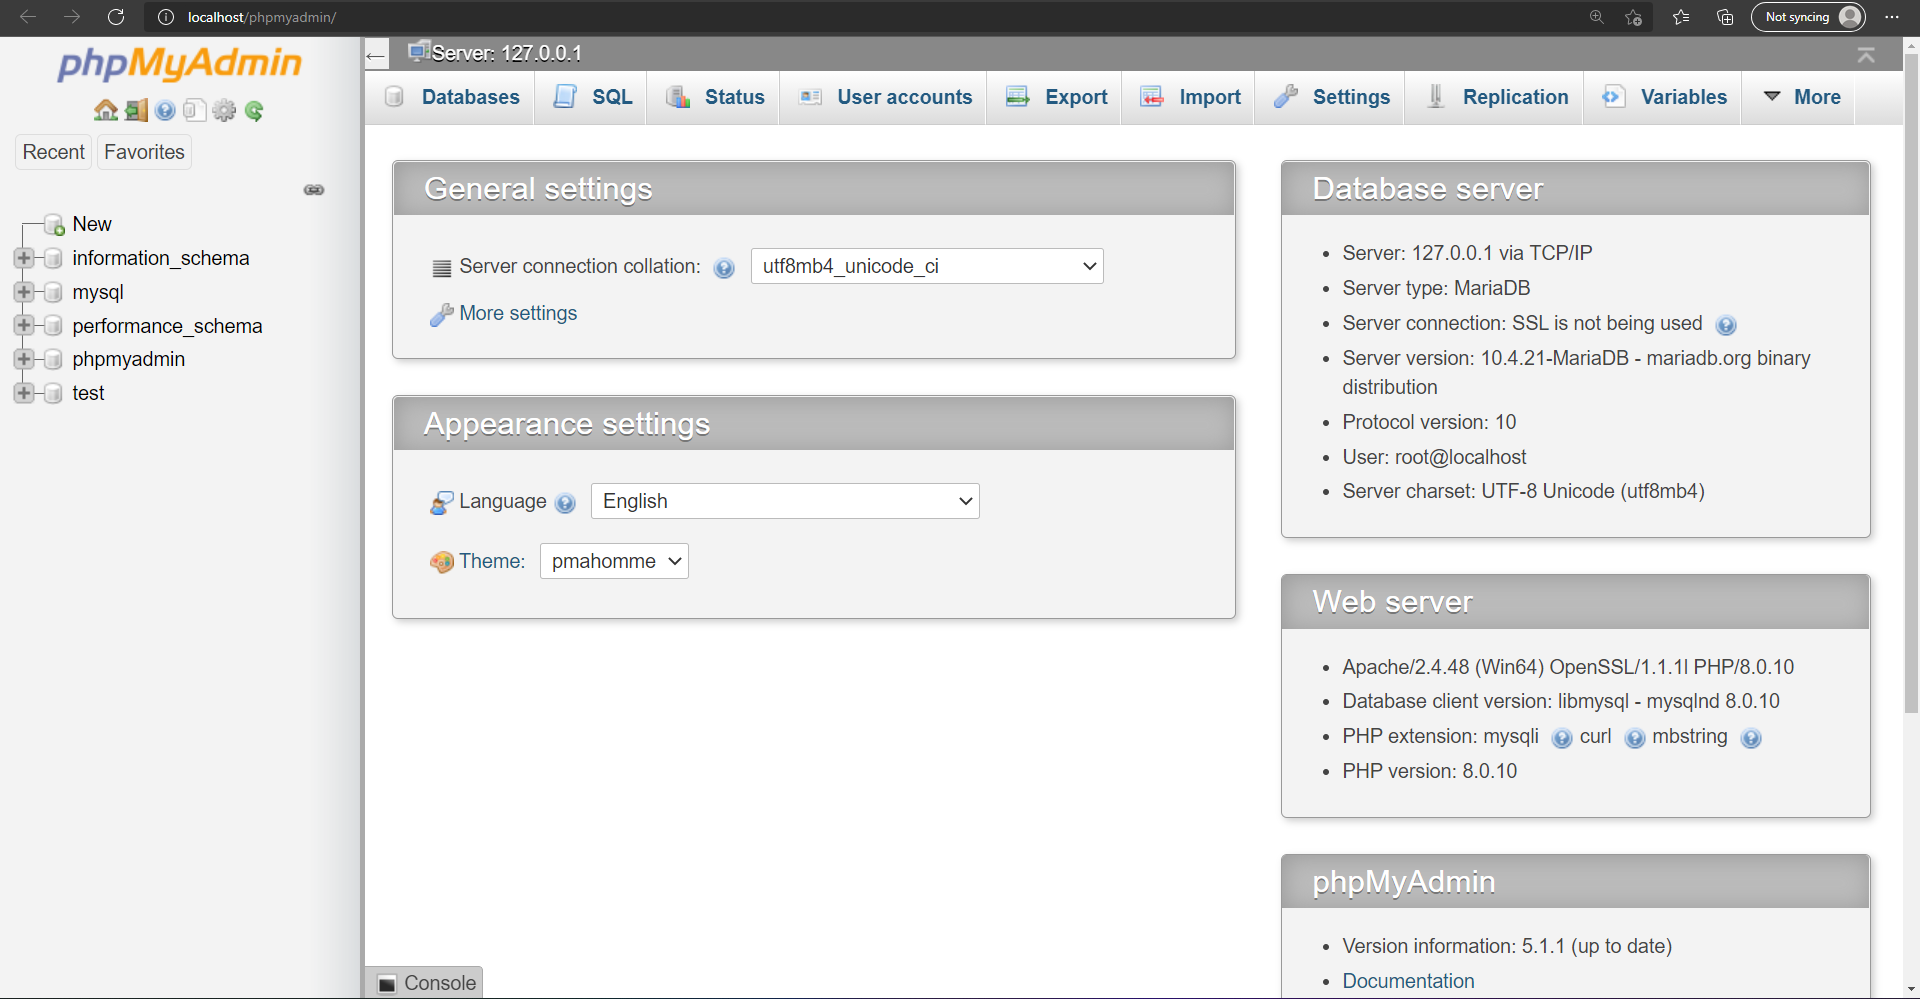 localhost/phpmyadmin/
Not syncing
phpMyAdmin
Recent
Favorites
New
information_schema
mysql
performance_schema
phpmyadmin
test
Server: 127.0.0.1
Databases
SQL
Status
User accounts
Export
Import
Settings
Replication
Variables
More
General settings
Server connection collation:
utf8mb4_unicode_ci
More settings
Appearance settings
Language
English
Theme:
pmahomme
Database server
Server: 127.0.0.1 via TCP/IP
Server type: MariaDB
Server connection: SSL is not being used
Server version: 10.4.21-MariaDB - mariadb.org binary
distribution
Protocol version: 10
User: root@localhost
Server charset: UTF-8 Unicode (utf8mb4)
Web server
Apache/2.4.48 (Win64) OpenSSL/1.1.1l PHP/8.0.10
Database client version: libmysql - mysqlnd 8.0.10
PHP extension: mysqli curl mbstring
PHP version: 8.0.10
phpMyAdmin
Version information: 5.1.1 (up to date)
Documentation
Console